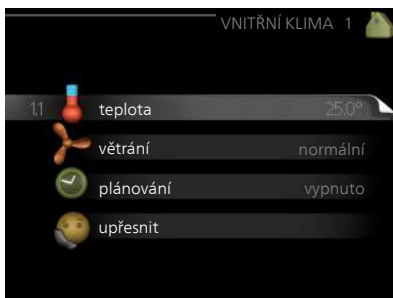 VNITŘNÍ KLIMA 1
1.1 teplota 25.0°
větrání normální
plánování vypnuto
upřesnit